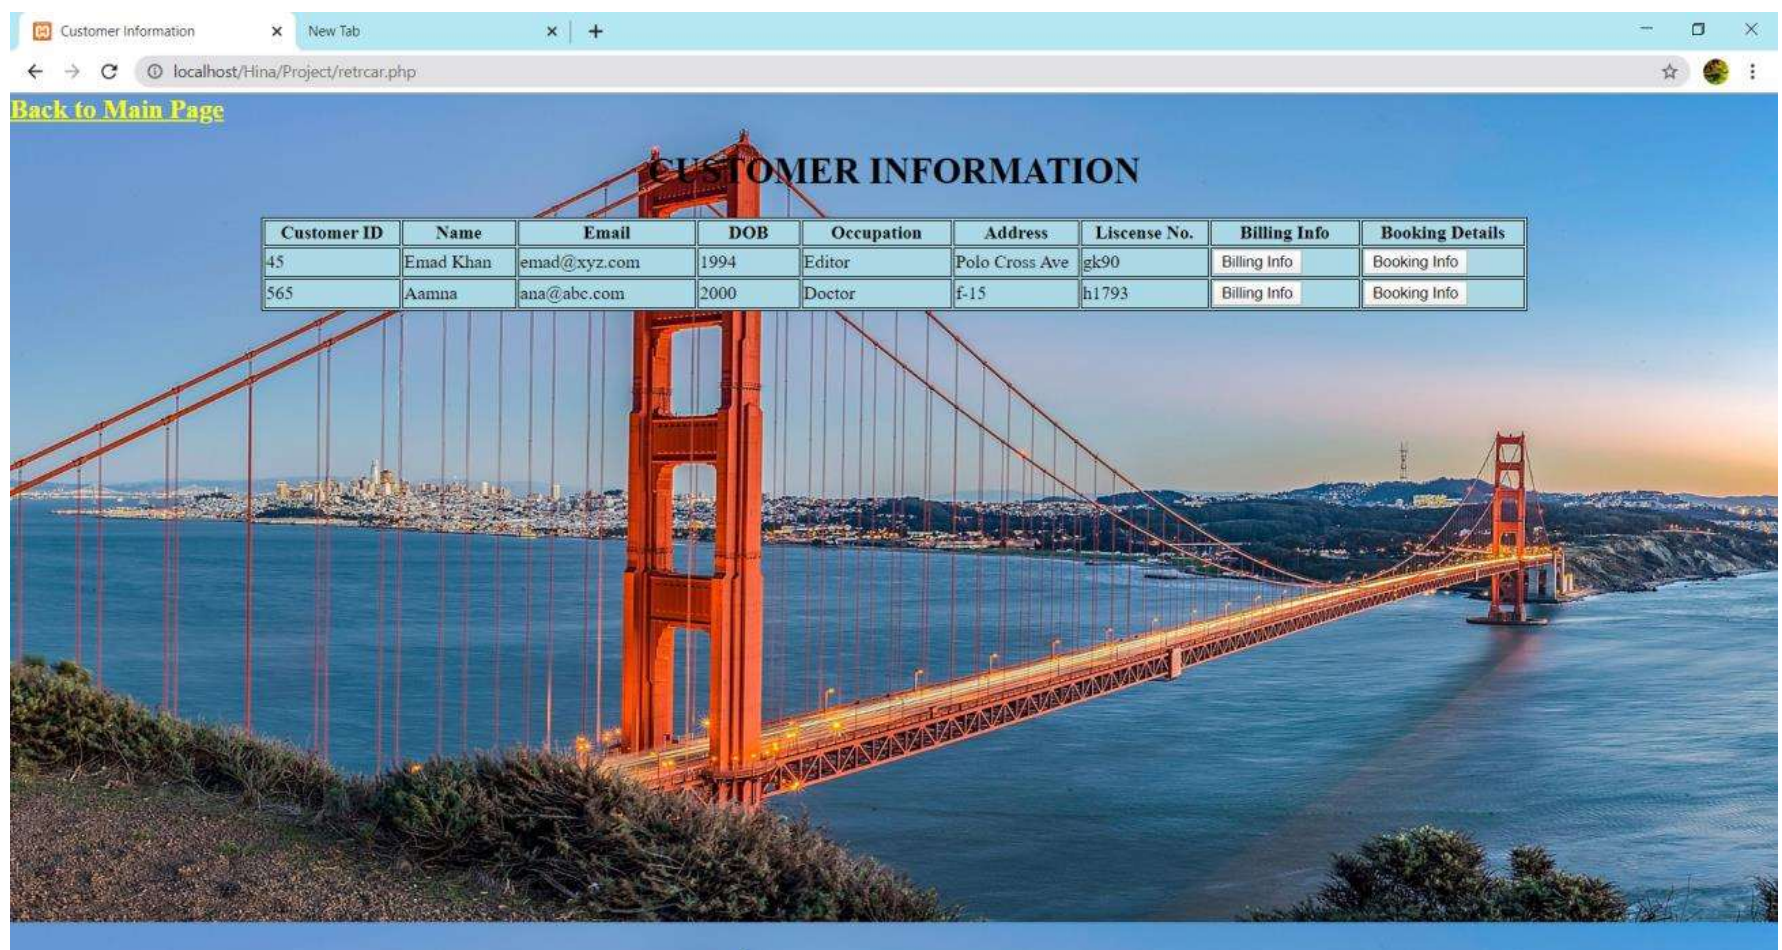 Customer Information
New Tab
localhost/Hina/Project/retrcar.php
Back to Main Page
CUSTOMER INFORMATION
Customer ID Name Email DOB Occupation Address Liscense No. Billing Info Booking Details
45 Emad Khan emad@xyz.com 1994 Editor Polo Cross Ave gk90 Billing Info Booking Info
565 Aamna ana@abc.com 2000 Doctor f-15 h1793 Billing Info Booking Info